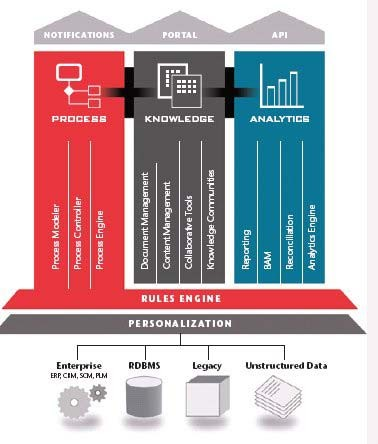 NOTIFICATIONS
PORTAL
API
PROCESS
KNOWLEDGE
ANALYTICS
Process Modeler
Process Controller
Process Engine
Document Management
Content Management
Collaborative Tools
Knowledge Communities
Reporting
BAM
Reconciliation
Analytics Engine
RULES ENGINE
PERSONALIZATION
Enterprise
ERP, CRM, SCM, PLM
RDBMS
Legacy
Unstructured Data